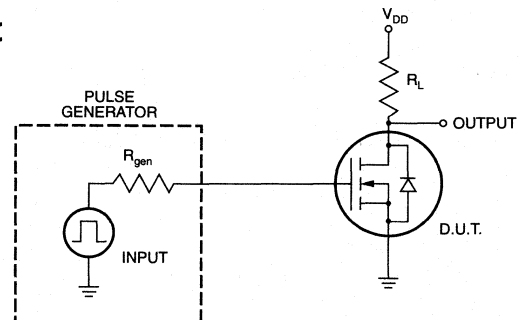 V_DD
R_L
PULSE
GENERATOR
OUTPUT
R_gen
D.U.T.
INPUT